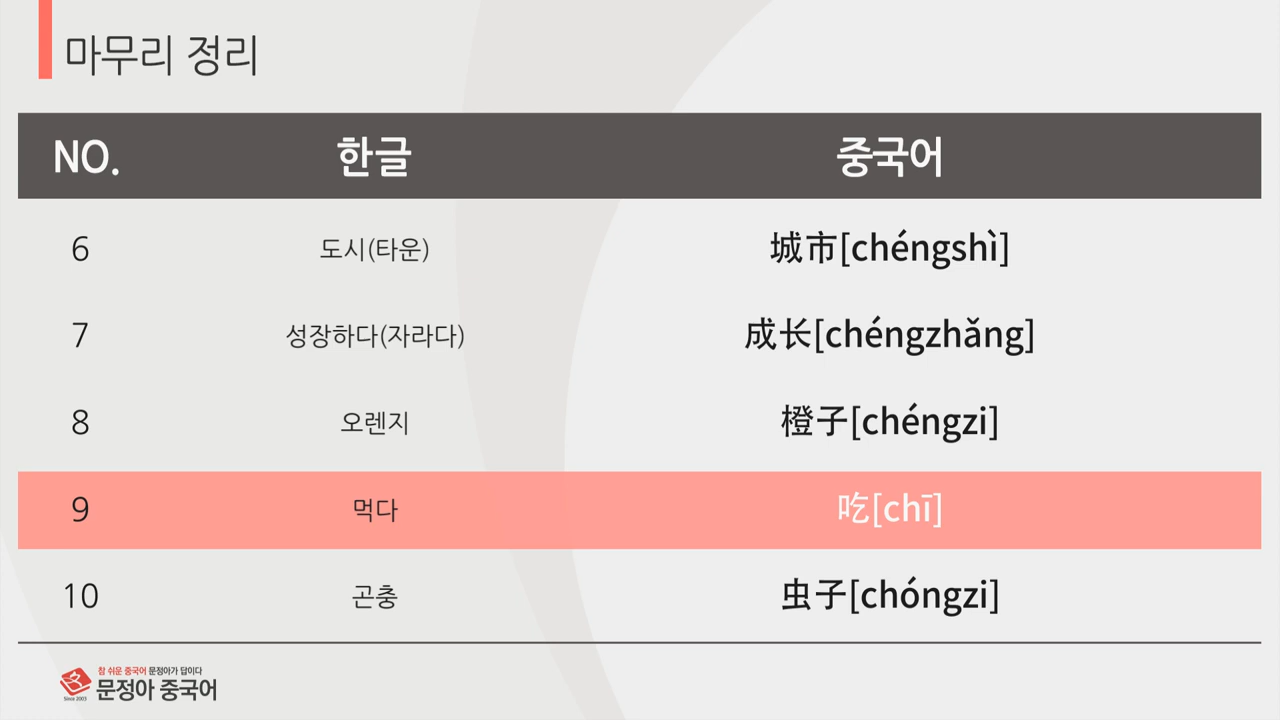 마무리 정리
NO. 한글 중국어
6 도시(타운) 城市[chéngshì]
7 성장하다(자라다) 成长[chéngzhǎng]
8 오렌지 橙子[chéngzi]
9 먹다 吃[chī]
10 곤충 虫子[chóngzi]
참 쉬운 중국어 문정아가 답이다
문정아 중국어
Since 2003